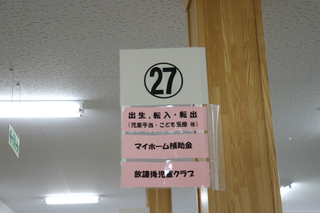 27
出生、転入・転出
(児童手当・こども医療 等)
マイホーム補助金
放課後児童クラブ